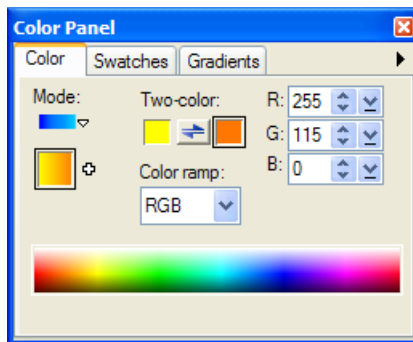 Color Panel
Color Swatches Gradients
Mode: Two-color: R: 255
G: 115
B: 0
Color ramp:
RGB